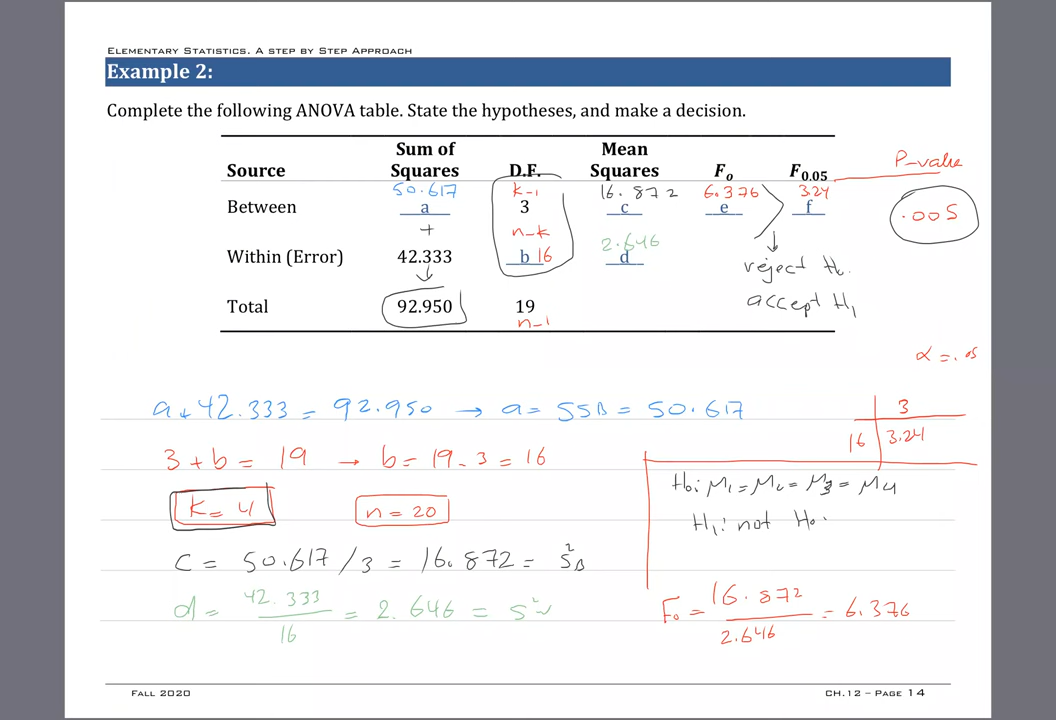 ELEMENTARY STATISTICS. A STEP BY STEP APPROACH
Example 2:
Complete the following ANOVA table. State the hypotheses, and make a decision.
Sum of Mean
Source Squares D.F. Squares Fo F0.05 P-value
50.617 k-1 16.872 6.376 3.24
Between a 3 c e f .005
+ n-k 2.646
Within (Error) 42.333 b 16 d
reject Ho.
accept H1
Total 92.950 19
n-1
α = .05
a + 42.333 = 92.950 → a = SSB = 50.617
3
16 3.24
3 + b = 19 → b = 19 - 3 = 16
Ho: μ1 = μ2 = μ3 = μ4
K = 4 n = 20
H1: not Ho.
C = 50.617 / 3 = 16.872 = S²B
d = 42.333 / 16 = 2.646 = S²w
Fo = 16.872 / 2.646 = 6.376
FALL 2020 CH.12 – PAGE 14